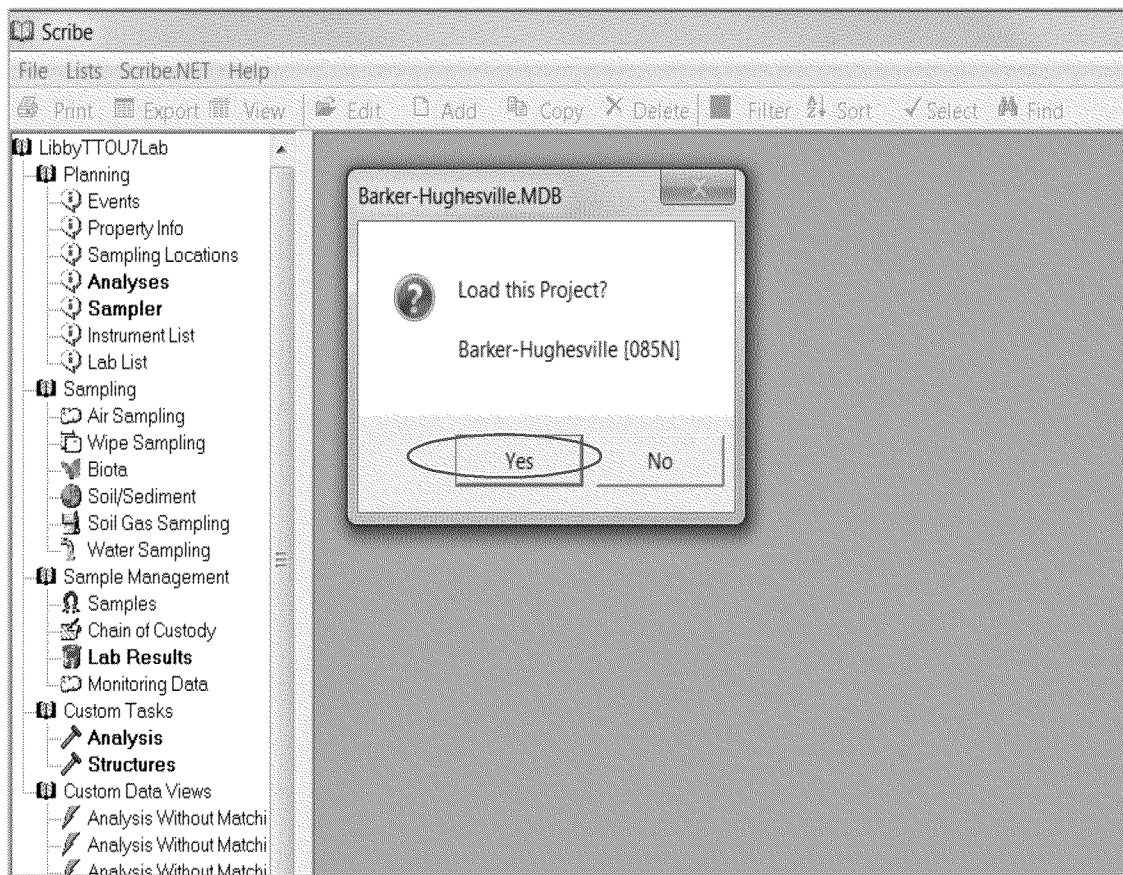 Scribe
File Lists Scribe.NET Help
Print Export View Edit Add Copy Delete Filter Sort Select Find
LibbyTTOU7Lab
Planning
Events
Property Info
Sampling Locations
Analyses
Sampler
Instrument List
Lab List
Sampling
Air Sampling
Wipe Sampling
Biota
Soil/Sediment
Soil Gas Sampling
Water Sampling
Sample Management
Samples
Chain of Custody
Lab Results
Monitoring Data
Custom Tasks
Analysis
Structures
Custom Data Views
Analysis Without Matchi
Analysis Without Matchi
Analysis Without Matchi
Barker-Hughesville.MDB
Load this Project?
Barker-Hughesville [085N]
Yes No